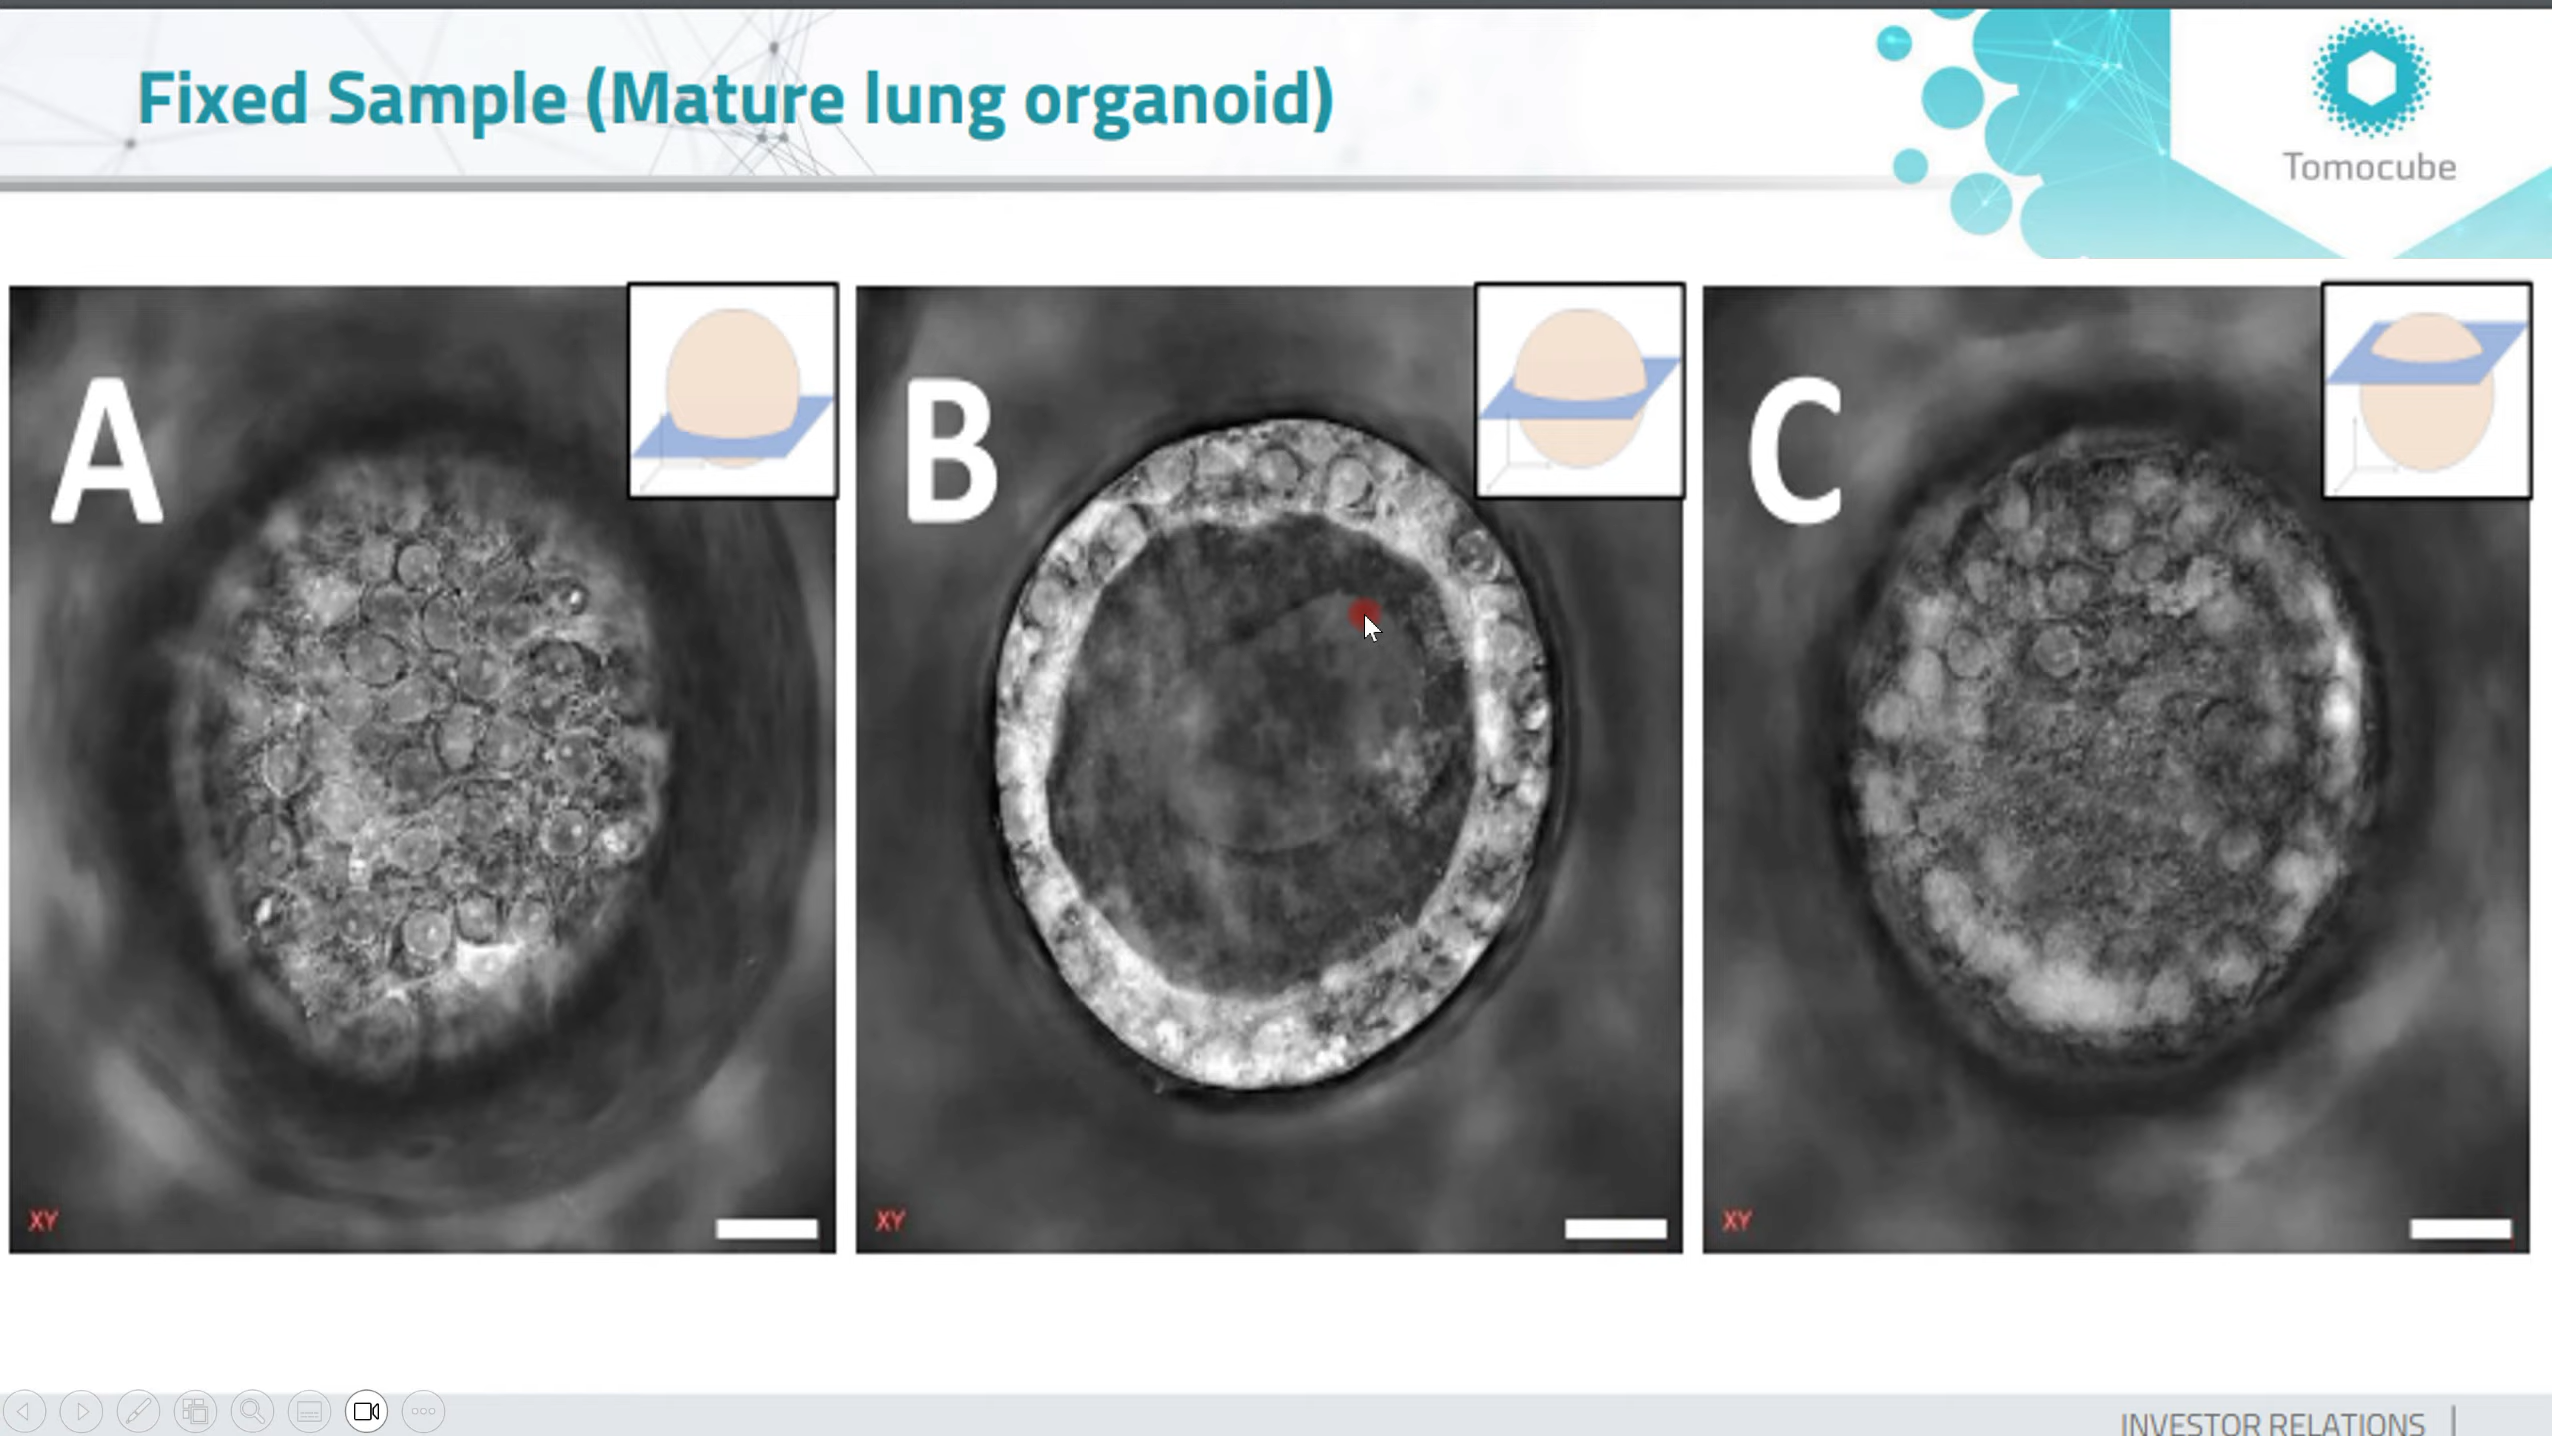 Fixed Sample (Mature lung organoid)
Tomocube
A
B
C
XY
XY
XY
INVESTOR RELATIONS